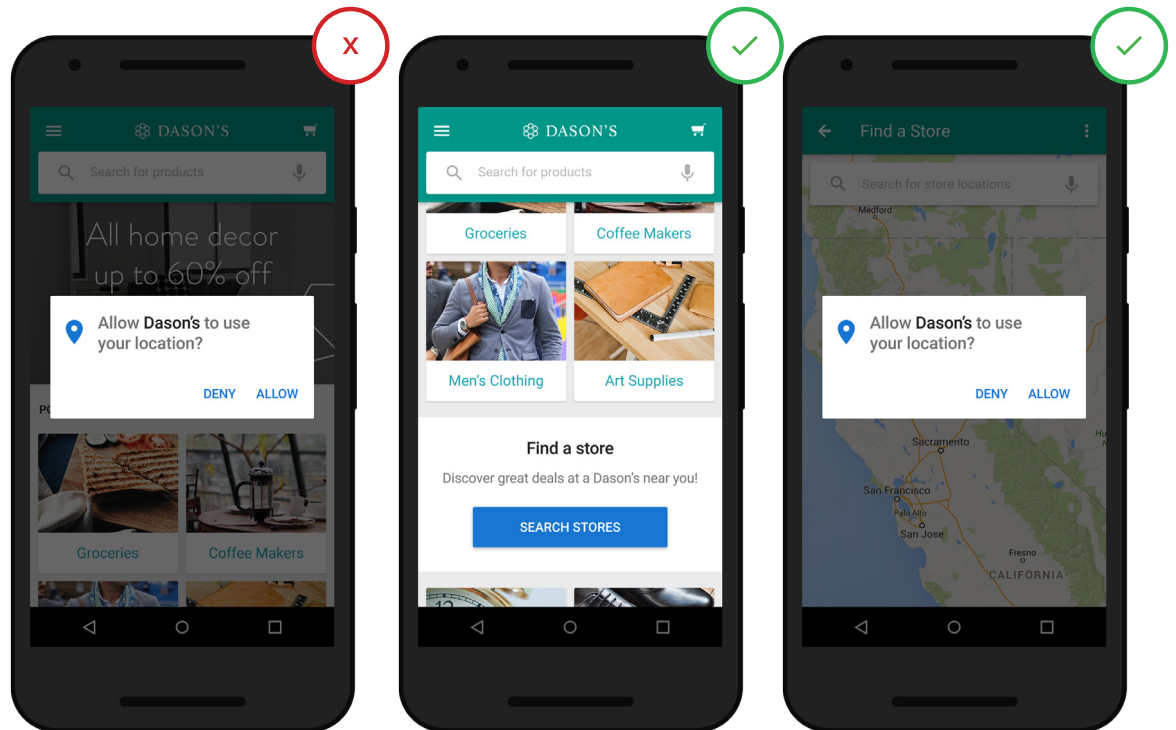 X
DASON'S
Search for products
All home decor
up to 60% off
Allow Dason's to use
your location?
DENY ALLOW
Groceries Coffee Makers
DASON'S
Search for products
Groceries Coffee Makers
Men's Clothing Art Supplies
Find a store
Discover great deals at a Dason's near you!
SEARCH STORES
12
Find a Store
Search for store locations
Medford
Allow Dason's to use
your location?
DENY ALLOW
Sacramento
San Francisco
Palo Alto
San Jose
Fresno
CALIFORNIA